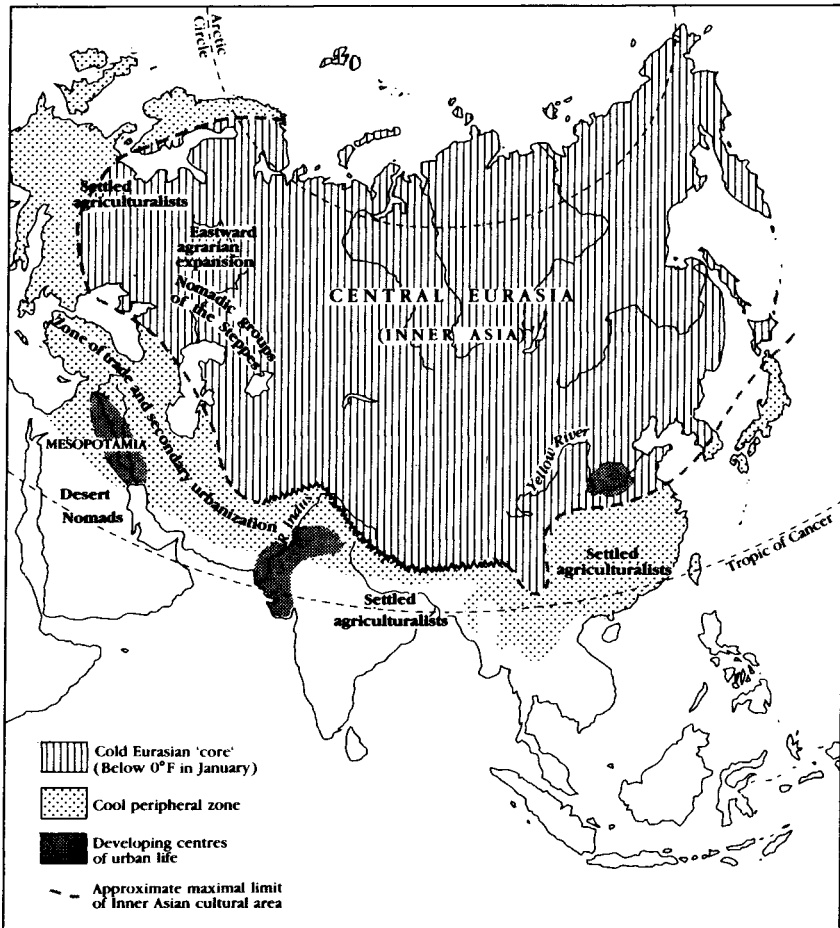 Arctic
Circle
Settled
agriculturalists
Eastward
agrarian
expansion
Nomadic groups
of the Steppes
CENTRAL EURASIA
(INNER ASIA)
Zone of trade and secondary urbanization
MESOPOTAMIA
Desert
Nomads
R. Indus
Yellow River
Settled
agriculturalists
Settled
agriculturalists
Tropic of Cancer
Cold Eurasian 'core'
(Below 0°F in January)
Cool peripheral zone
Developing centres
of urban life
Approximate maximal limit
of Inner Asian cultural area